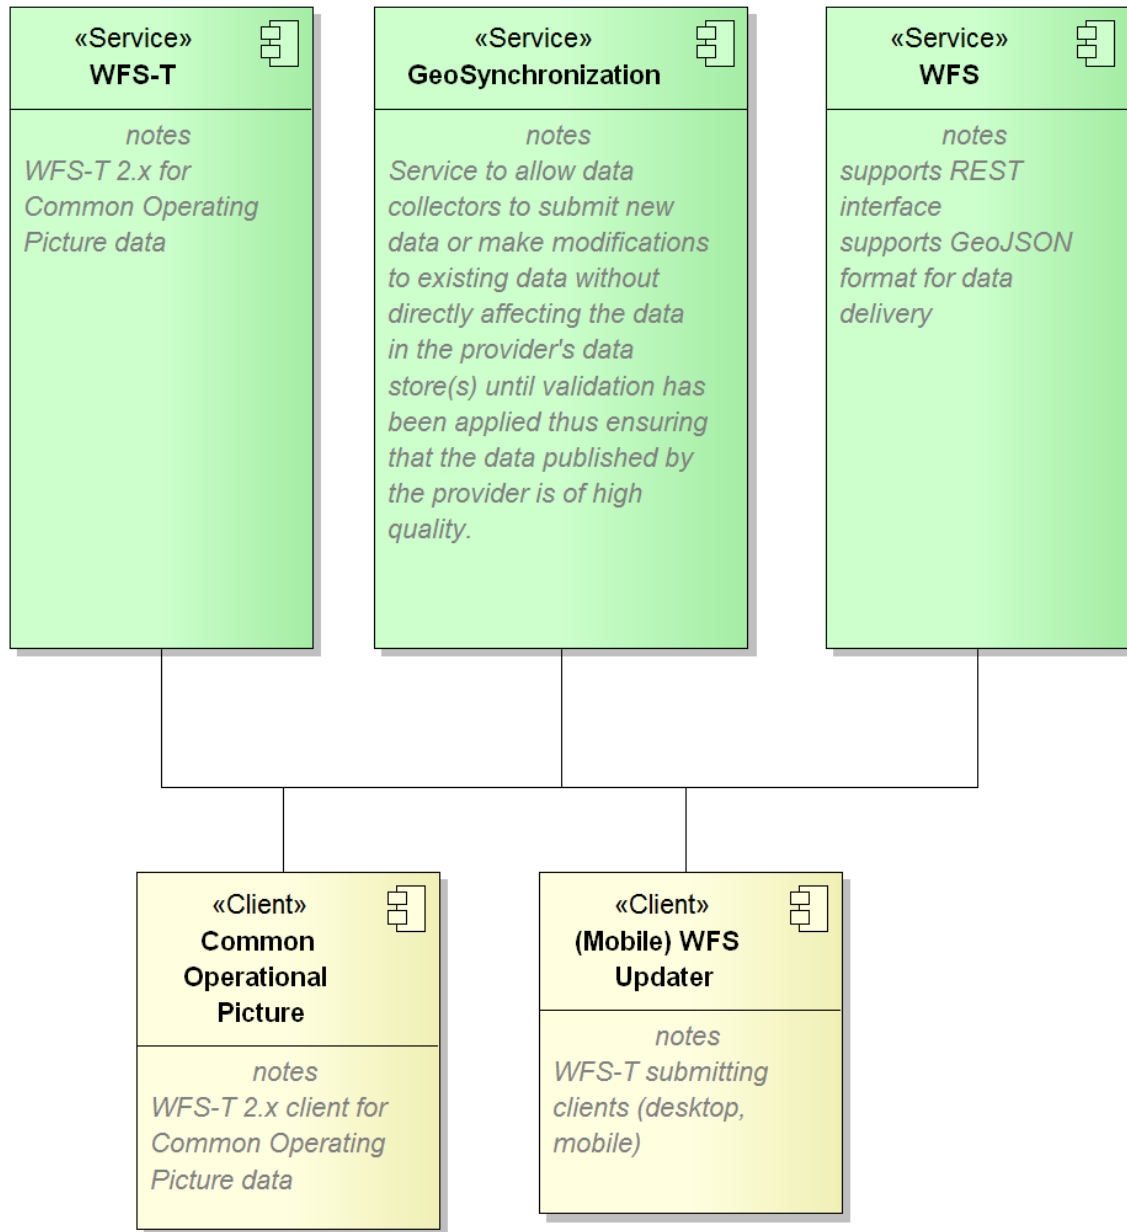 «Service»
WFS-T
notes
WFS-T 2.x for
Common Operating
Picture data
«Service»
GeoSynchronization
notes
Service to allow data
collectors to submit new
data or make modifications
to existing data without
directly affecting the data
in the provider's data
store(s) until validation has
been applied thus ensuring
that the data published by
the provider is of high
quality.
«Service»
WFS
notes
supports REST
interface
supports GeoJSON
format for data
delivery
«Client»
Common
Operational
Picture
notes
WFS-T 2.x client for
Common Operating
Picture data
«Client»
(Mobile) WFS
Updater
notes
WFS-T submitting
clients (desktop,
mobile)